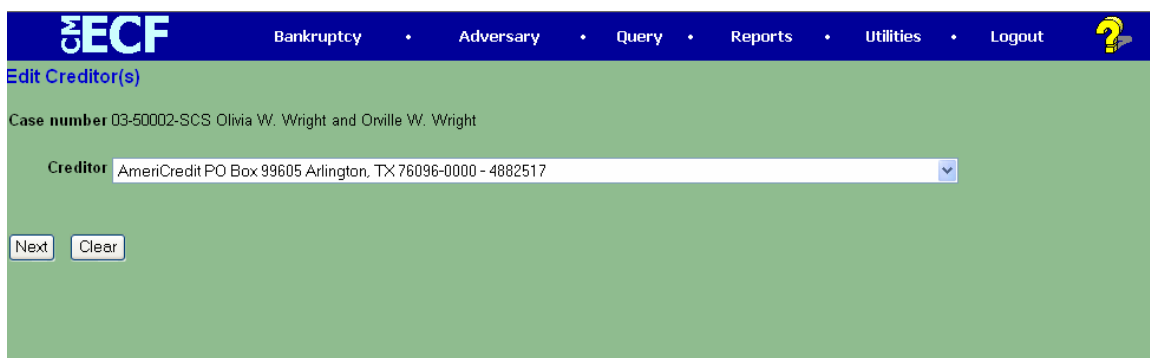 CM ECF Bankruptcy • Adversary • Query • Reports • Utilities • Logout ?
Edit Creditor(s)
Case number 03-50002-SCS Olivia W. Wright and Orville W. Wright
Creditor AmeriCredit PO Box 99605 Arlington, TX 76096-0000 - 4882517
Next Clear